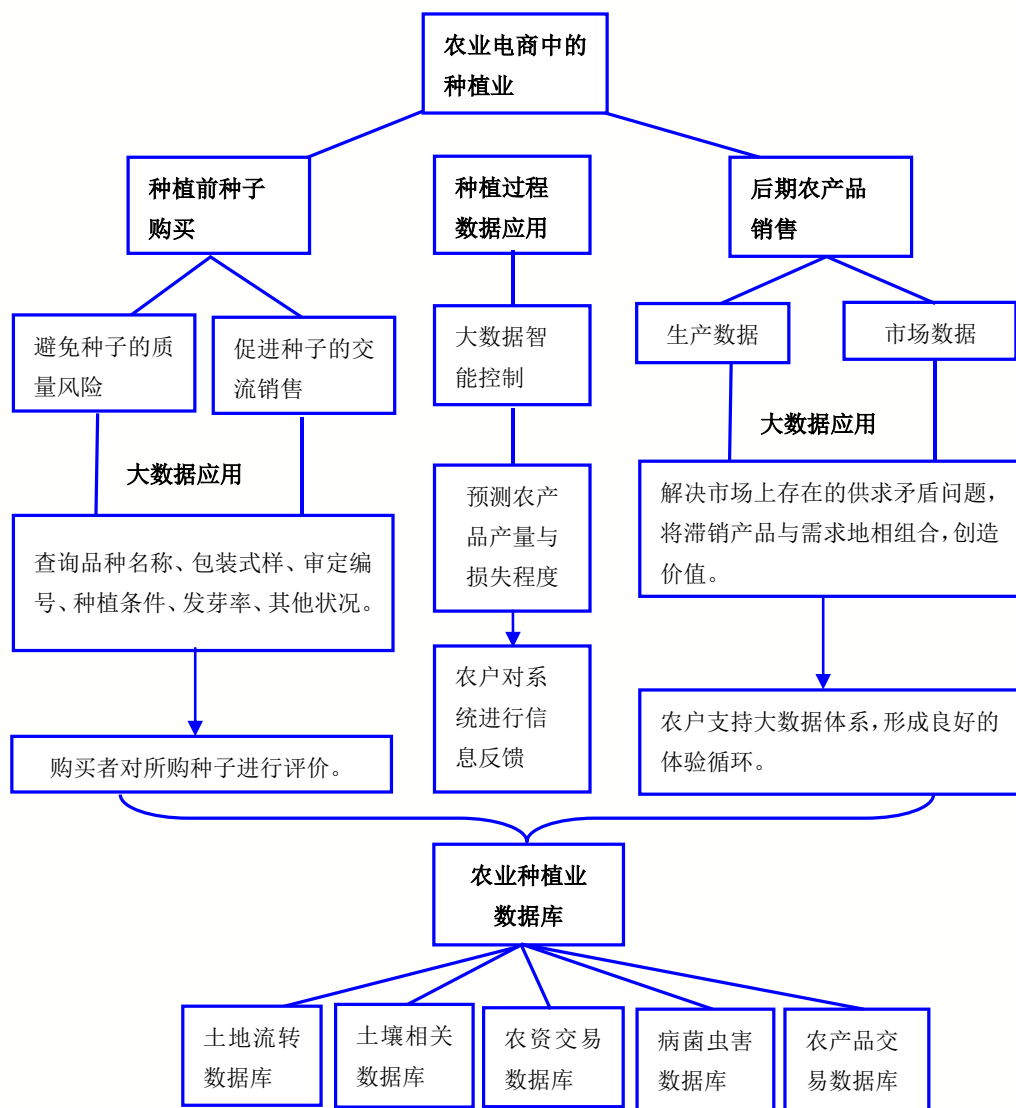 农业电商中的
种植业
种植前种子
购买
种植过程
数据应用
后期农产品
销售
避免种子的质
量风险
促进种子的交
流销售
大数据智
能控制
生产数据
市场数据
大数据应用
大数据应用
查询品种名称、包装式样、审定编
号、种植条件、发芽率、其他状况。
预测农产
品产量与
损失程度
解决市场上存在的供求矛盾问题，
将滞销产品与需求地相组合，创造
价值。
购买者对所购种子进行评价。
农户对系
统进行信
息反馈
农户支持大数据体系，形成良好的
体验循环。
农业种植业
数据库
土地流转
数据库
土壤相关
数据库
农资交易
数据库
病菌虫害
数据库
农产品交
易数据库